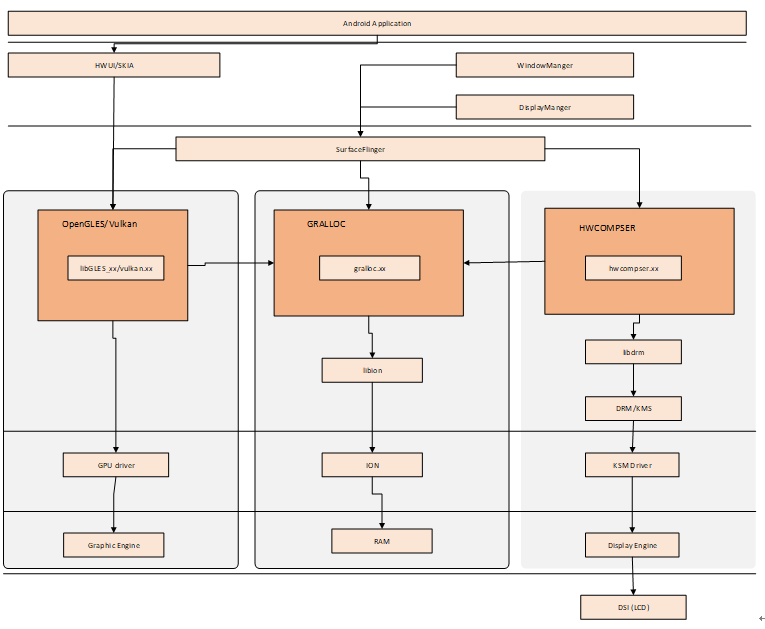 Android Application
HWUI/SKIA
WindowManger
DisplayManger
SurfaceFlinger
OpenGLES/Vulkan
GRALLOC
HWCOMPSER
libGLES_xx/vulkan.xx
gralloc.xx
hwcompser.xx
libdrm
libion
DRM/KMS
GPU driver
ION
KSM Driver
Graphic Engine
RAM
Display Engine
DSI (LCD)